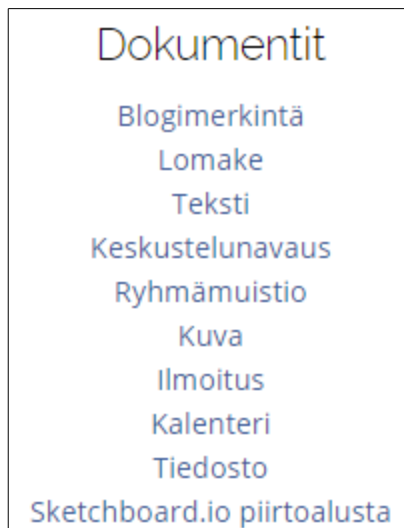 Dokumentit
Blogimerkintä
Lomake
Teksti
Keskustelunavaus
Ryhmämuistio
Kuva
Ilmoitus
Kalenteri
Tiedosto
Sketchboard.io piirtoalusta